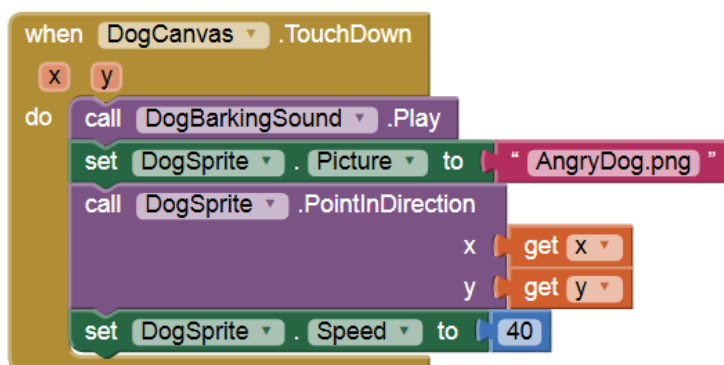 when DogCanvas .TouchDown
x y
do call DogBarkingSound .Play
set DogSprite . Picture to " AngryDog.png "
call DogSprite .PointInDirection
x get x
y get y
set DogSprite . Speed to 40